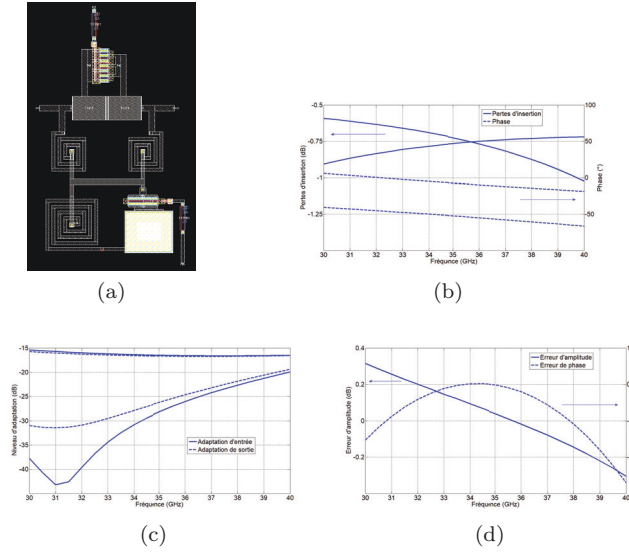 (a)
-0.5
-0.75
-1
-1.25
100
50
0
-50
Pertes d'insertion
Phase
Pertes d'insertion (dB)
Phase (°)
30 31 32 33 34 35 36 37 38 39 40
Fréquence (GHz)
(b)
-15
-20
-25
-30
-35
-40
Niveau d'adaptation (dB)
Adaptation d'entrée
Adaptation de sortie
30 31 32 33 34 35 36 37 38 39 40
Fréquence (GHz)
(c)
0.4
0.2
0
-0.2
Erreur d'amplitude (dB)
Erreur d'amplitude
Erreur de phase
30 31 32 33 34 35 36 37 38 39 40
Fréquence (GHz)
(d)